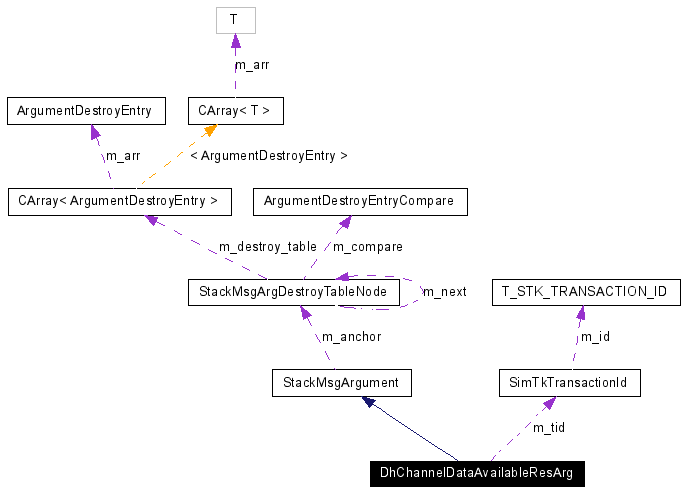 T
m_arr
ArgumentDestroyEntry
CArray< T >
m_arr
< ArgumentDestroyEntry >
CArray< ArgumentDestroyEntry >
ArgumentDestroyEntryCompare
m_destroy_table
m_compare
StackMsgArgDestroyTableNode
m_next
T_STK_TRANSACTION_ID
m_anchor
m_id
StackMsgArgument
SimTkTransactionId
m_tid
DhChannelDataAvailableResArg